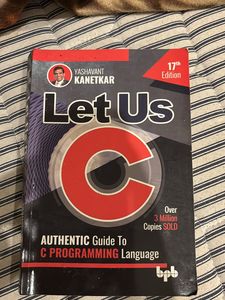 YASHAVANT
KANETKAR
17th
Edition
Let Us
C
Over
3 Million
Copies SOLD
AUTHENTIC Guide To
C PROGRAMMING Language
bpb